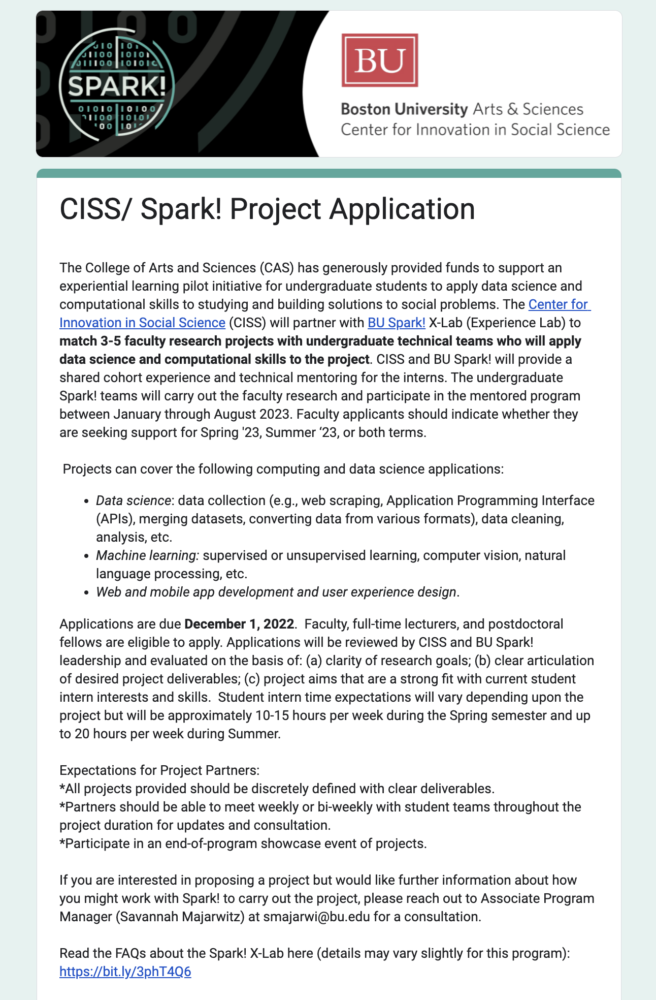 SPARK!
BU
Boston University Arts & Sciences
Center for Innovation in Social Science
CISS/ Spark! Project Application
The College of Arts and Sciences (CAS) has generously provided funds to support an
experiential learning pilot initiative for undergraduate students to apply data science and
computational skills to studying and building solutions to social problems. The Center for
Innovation in Social Science (CISS) will partner with BU Spark! X-Lab (Experience Lab) to
match 3-5 faculty research projects with undergraduate technical teams who will apply
data science and computational skills to the project. CISS and BU Spark! will provide a
shared cohort experience and technical mentoring for the interns. The undergraduate
Spark! teams will carry out the faculty research and participate in the mentored program
between January through August 2023. Faculty applicants should indicate whether they
are seeking support for Spring '23, Summer ‘23, or both terms.
Projects can cover the following computing and data science applications:
• Data science: data collection (e.g., web scraping, Application Programming Interface
(APIs), merging datasets, converting data from various formats), data cleaning,
analysis, etc.
• Machine learning: supervised or unsupervised learning, computer vision, natural
language processing, etc.
• Web and mobile app development and user experience design.
Applications are due December 1, 2022.  Faculty, full-time lecturers, and postdoctoral
fellows are eligible to apply. Applications will be reviewed by CISS and BU Spark!
leadership and evaluated on the basis of: (a) clarity of research goals; (b) clear articulation
of desired project deliverables; (c) project aims that are a strong fit with current student
intern interests and skills.  Student intern time expectations will vary depending upon the
project but will be approximately 10-15 hours per week during the Spring semester and up
to 20 hours per week during Summer.
Expectations for Project Partners:
*All projects provided should be discretely defined with clear deliverables.
*Partners should be able to meet weekly or bi-weekly with student teams throughout the
project duration for updates and consultation.
*Participate in an end-of-program showcase event of projects.
If you are interested in proposing a project but would like further information about how
you might work with Spark! to carry out the project, please reach out to Associate Program
Manager (Savannah Majarwitz) at smajarwi@bu.edu for a consultation.
Read the FAQs about the Spark! X-Lab here (details may vary slightly for this program):
https://bit.ly/3phT4Q6